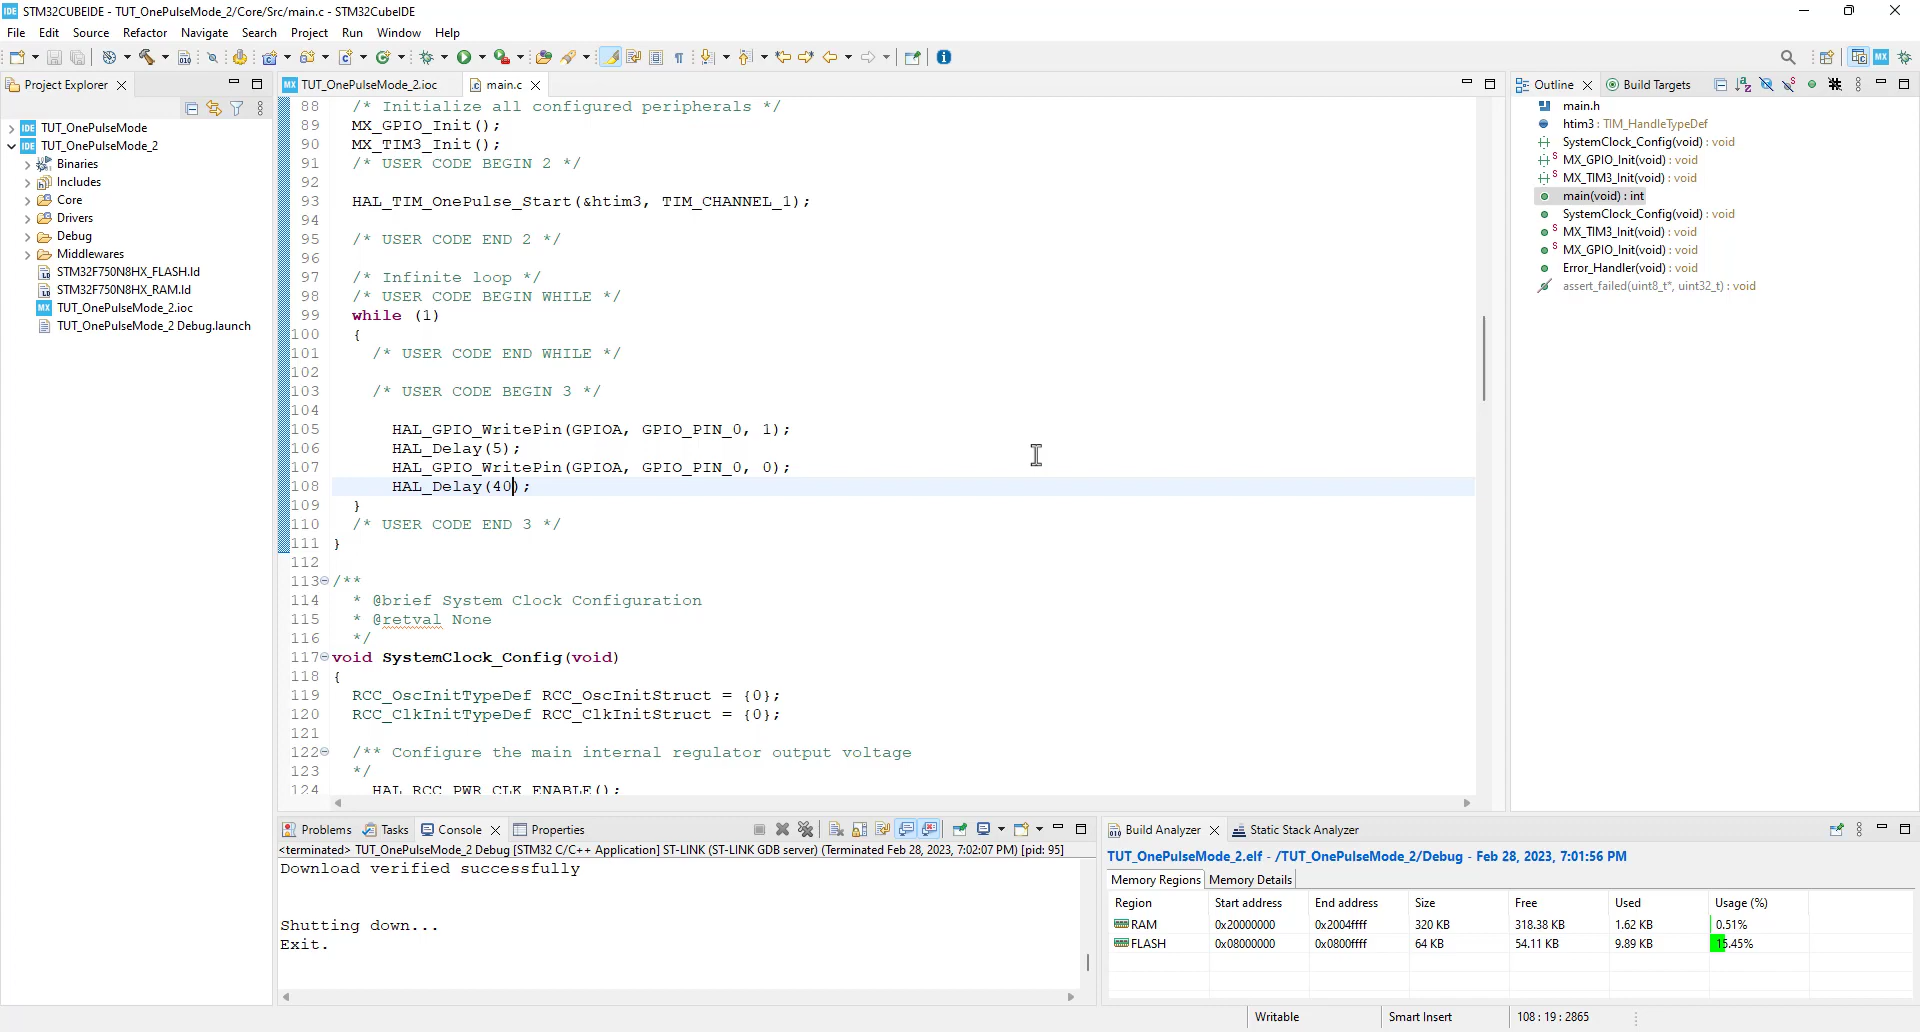 STM32CUBEIDE - TUT_OnePulseMode_2/Core/Src/main.c - STM32CubeIDE
File Edit Source Refactor Navigate Search Project Run Window Help
Project Explorer
TUT_OnePulseMode
TUT_OnePulseMode_2
Binaries
Includes
Core
Drivers
Debug
Middlewares
STM32F750N8HX_FLASH.ld
STM32F750N8HX_RAM.ld
TUT_OnePulseMode_2.ioc
TUT_OnePulseMode_2 Debug.launch
TUT_OnePulseMode_2.ioc main.c
88 /* Initialize all configured peripherals */
89 MX_GPIO_Init();
90 MX_TIM3_Init();
91 /* USER CODE BEGIN 2 */
92
93 HAL_TIM_OnePulse_Start(&htim3, TIM_CHANNEL_1);
94
95 /* USER CODE END 2 */
96
97 /* Infinite loop */
98 /* USER CODE BEGIN WHILE */
99 while (1)
100 {
101 /* USER CODE END WHILE */
102
103 /* USER CODE BEGIN 3 */
104
105 HAL_GPIO_WritePin(GPIOA, GPIO_PIN_0, 1);
106 HAL_Delay(5);
107 HAL_GPIO_WritePin(GPIOA, GPIO_PIN_0, 0);
108 HAL_Delay(40);
109 }
110 /* USER CODE END 3 */
111 }
112
113 /**
114 * @brief System Clock Configuration
115 * @retval None
116 */
117 void SystemClock_Config(void)
118 {
119 RCC_OscInitTypeDef RCC_OscInitStruct = {0};
120 RCC_ClkInitTypeDef RCC_ClkInitStruct = {0};
121
122 /** Configure the main internal regulator output voltage
123 */
124 HAL RCC PWR CLK ENABLE();
Outline Build Targets
main.h
htim3 : TIM_HandleTypeDef
SystemClock_Config(void) : void
MX_GPIO_Init(void) : void
MX_TIM3_Init(void) : void
main(void) : int
SystemClock_Config(void) : void
MX_TIM3_Init(void) : void
MX_GPIO_Init(void) : void
Error_Handler(void) : void
assert_failed(uint8_t*, uint32_t) : void
Problems Tasks Console Properties
<terminated> TUT_OnePulseMode_2 Debug [STM32 C/C++ Application] ST-LINK (ST-LINK GDB server) (Terminated Feb 28, 2023, 7:02:07 PM) [pid: 95]
Download verified successfully
Shutting down...
Exit.
Build Analyzer Static Stack Analyzer
TUT_OnePulseMode_2.elf - /TUT_OnePulseMode_2/Debug - Feb 28, 2023, 7:01:56 PM
Memory Regions Memory Details
Region Start address End address Size Free Used Usage (%)
RAM 0x20000000 0x2004ffff 320 KB 318.38 KB 1.62 KB 0.51%
FLASH 0x08000000 0x0800ffff 64 KB 54.11 KB 9.89 KB 15.45%
Writable Smart Insert 108 : 19 : 2865